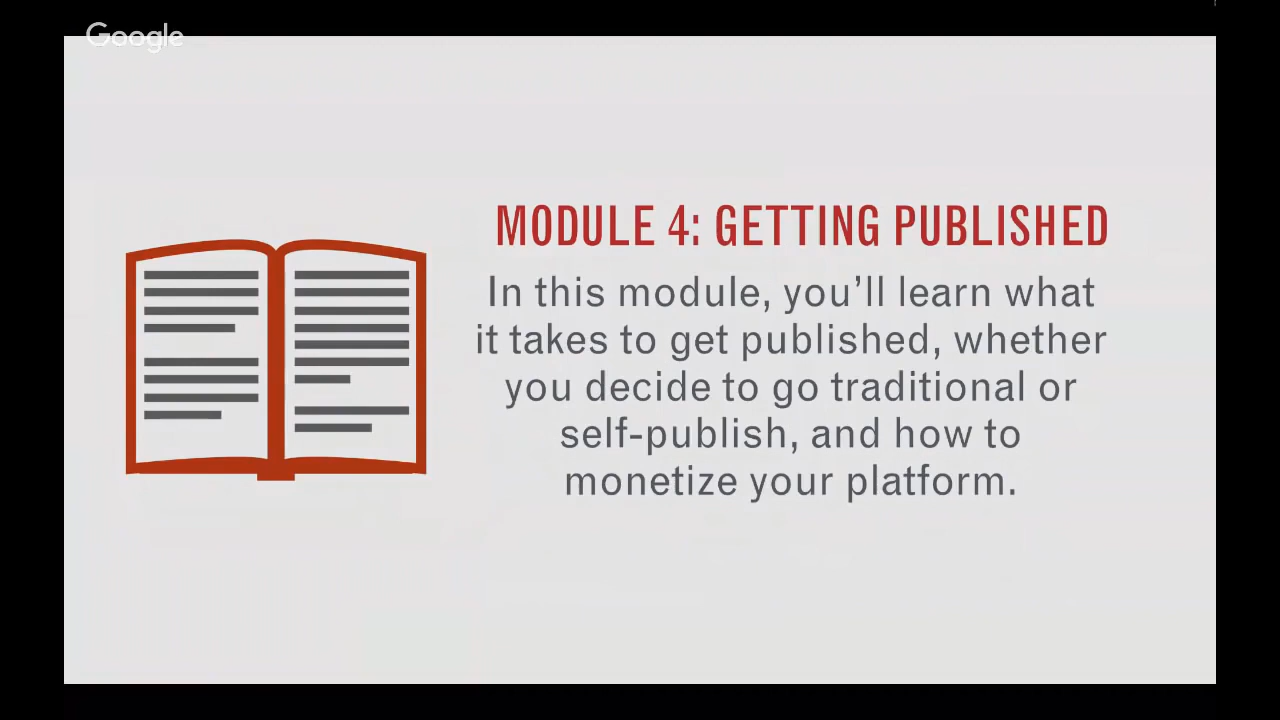 Google
MODULE 4: GETTING PUBLISHED
In this module, you’ll learn what
it takes to get published, whether
you decide to go traditional or
self-publish, and how to
monetize your platform.